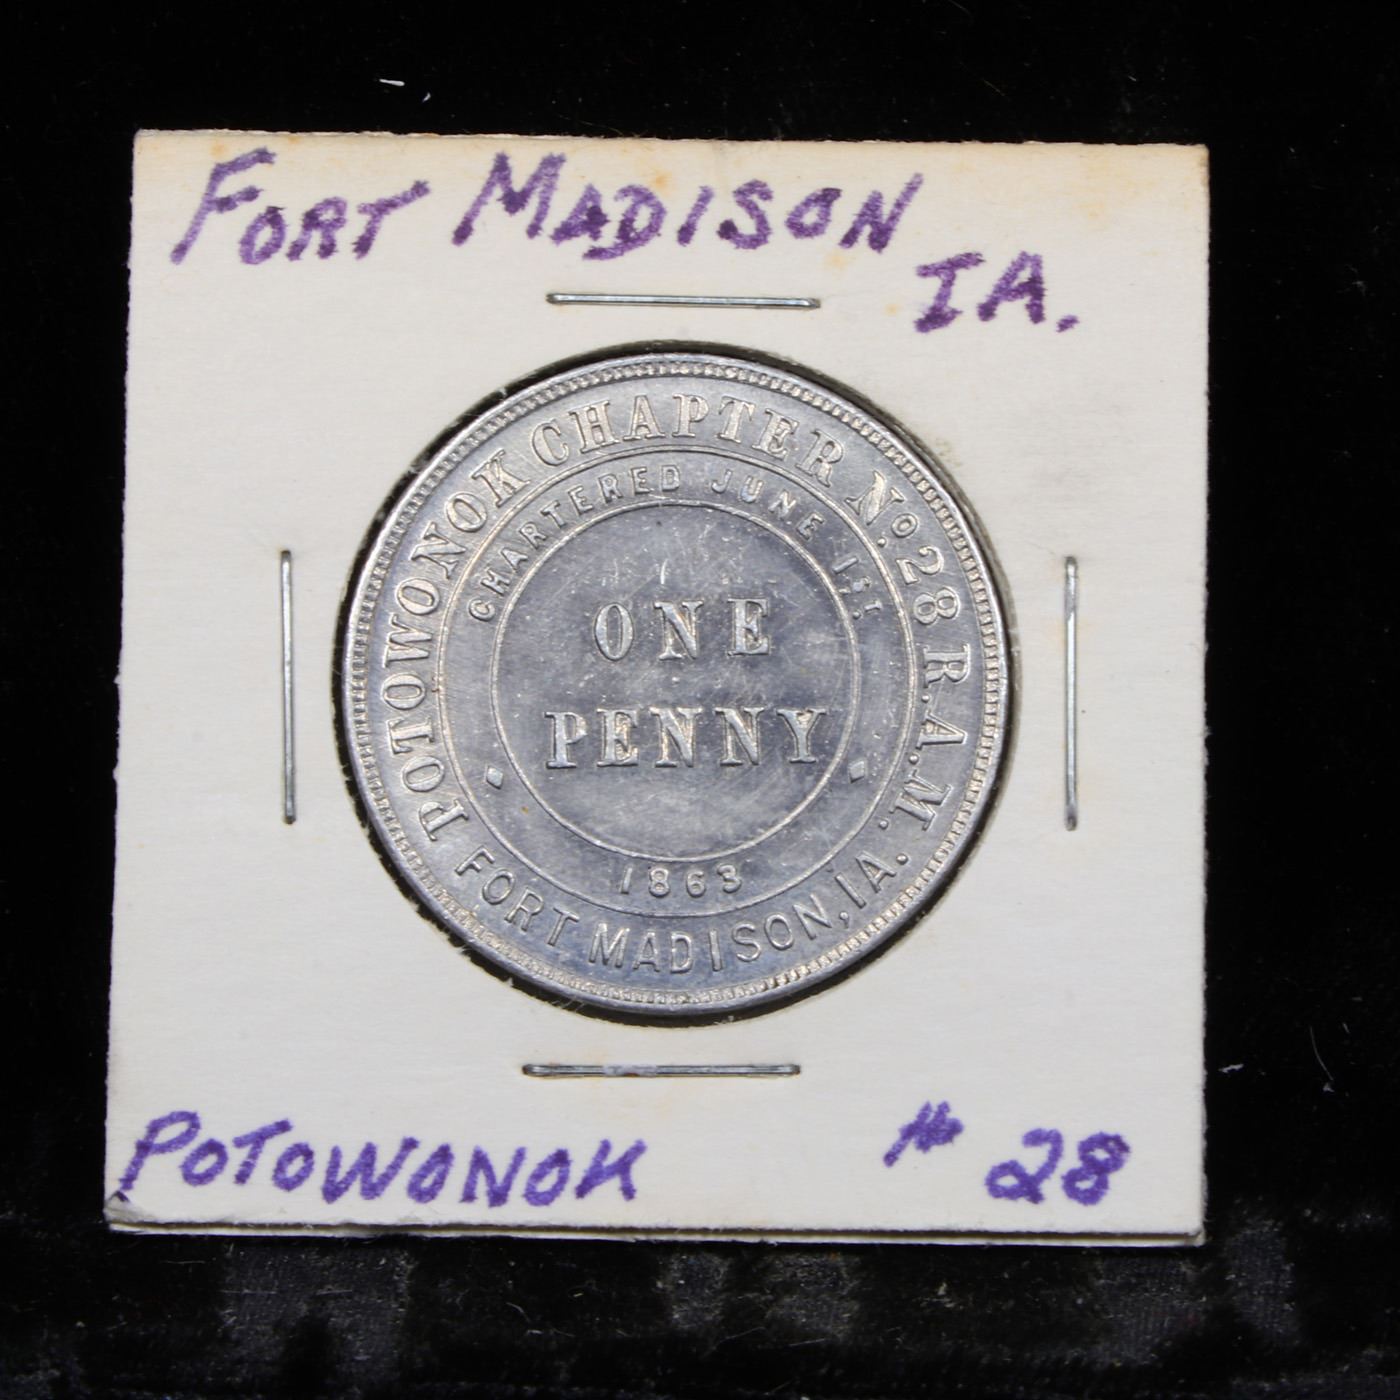 FORT MADISON
IA.
POTOWONOK CHAPTER No. 28 R.A.M.
CHARTERED JUNE 1ST
ONE
PENNY
1863
FORT MADISON, IA.
POTOWONOK # 28